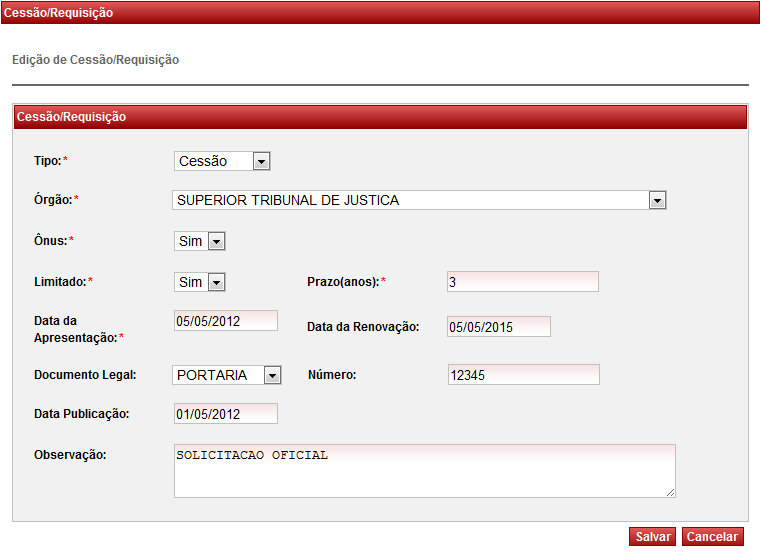 Cessão/Requisição
Edição de Cessão/Requisição
Cessão/Requisição
Tipo:* Cessão
Órgão:* SUPERIOR TRIBUNAL DE JUSTICA
Ônus:* Sim
Limitado:* Sim Prazo(anos):* 3
Data da
Apresentação:* 05/05/2012 Data da Renovação: 05/05/2015
Documento Legal: PORTARIA Número: 12345
Data Publicação: 01/05/2012
Observação: SOLICITACAO OFICIAL
Salvar Cancelar